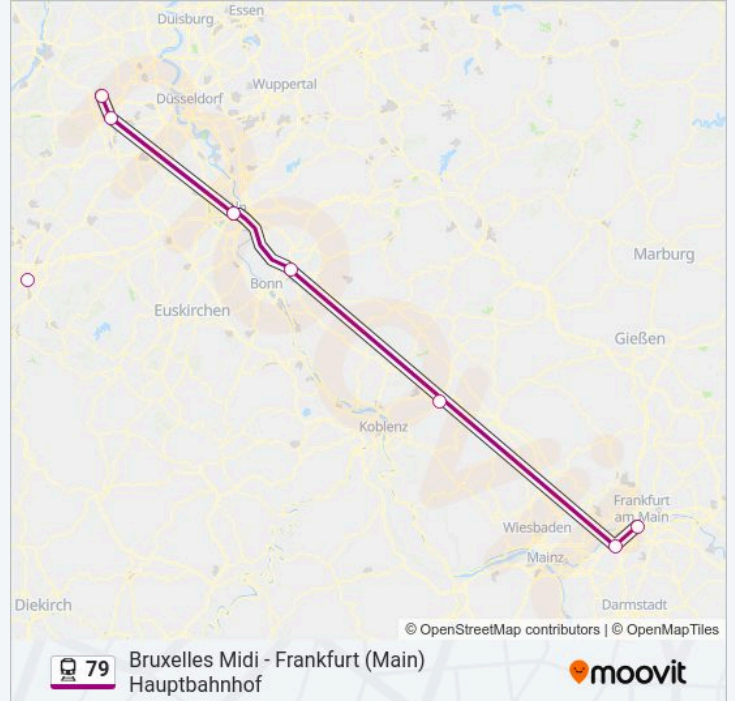 Essen
Duisburg
Wuppertal
Düsseldorf
Marburg
Bonn
Euskirchen
Gießen
Koblenz
Frankfurt
am Main
Wiesbaden
Mainz
Diekirch
Darmstadt
© OpenStreetMap contributors | © OpenMapTiles
79
Bruxelles Midi - Frankfurt (Main)
Hauptbahnhof
moovit